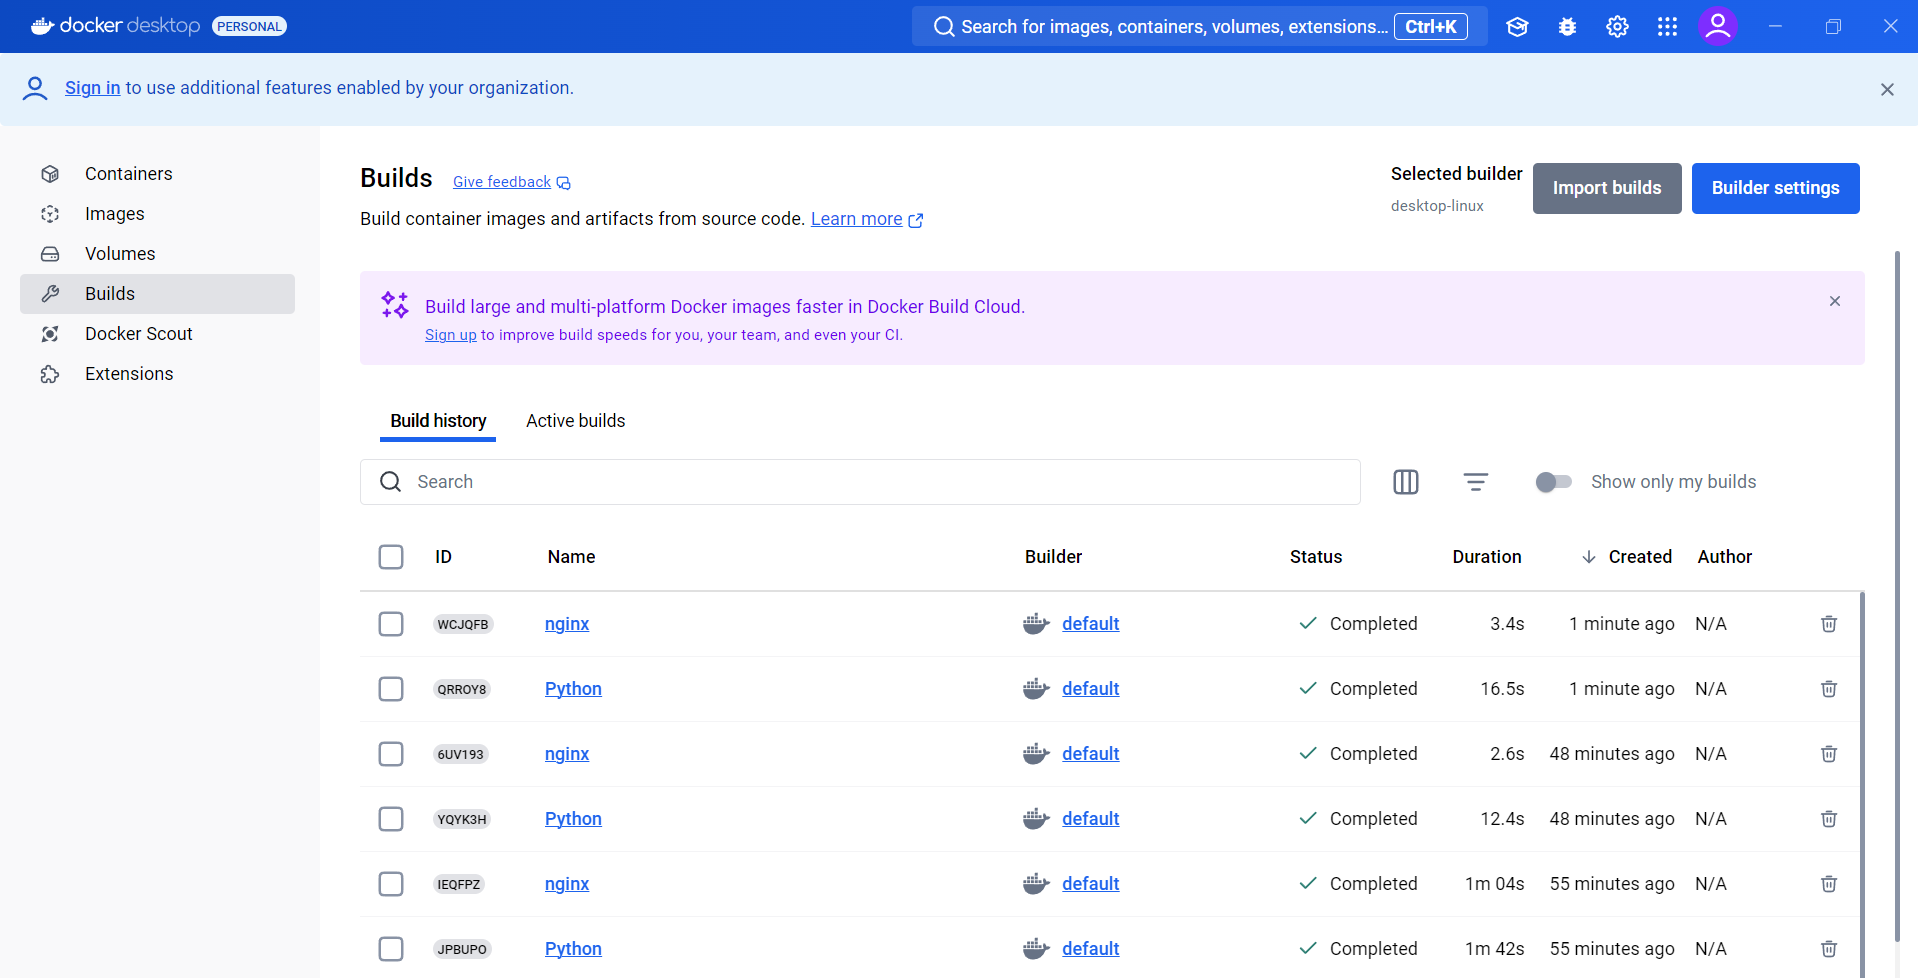 docker desktop PERSONAL
Search for images, containers, volumes, extensions... Ctrl+K
Sign in to use additional features enabled by your organization.
Containers
Images
Volumes
Builds
Docker Scout
Extensions
Builds Give feedback
Build container images and artifacts from source code. Learn more
Selected builder
desktop-linux
Import builds
Builder settings
Build large and multi-platform Docker images faster in Docker Build Cloud.
Sign up to improve build speeds for you, your team, and even your CI.
Build history Active builds
Search
Show only my builds
ID Name Builder Status Duration Created Author
WCJQFB nginx default Completed 3.4s 1 minute ago N/A
QRROY8 Python default Completed 16.5s 1 minute ago N/A
6UV193 nginx default Completed 2.6s 48 minutes ago N/A
YQYK3H Python default Completed 12.4s 48 minutes ago N/A
IEQFPZ nginx default Completed 1m 04s 55 minutes ago N/A
JPBUPO Python default Completed 1m 42s 55 minutes ago N/A